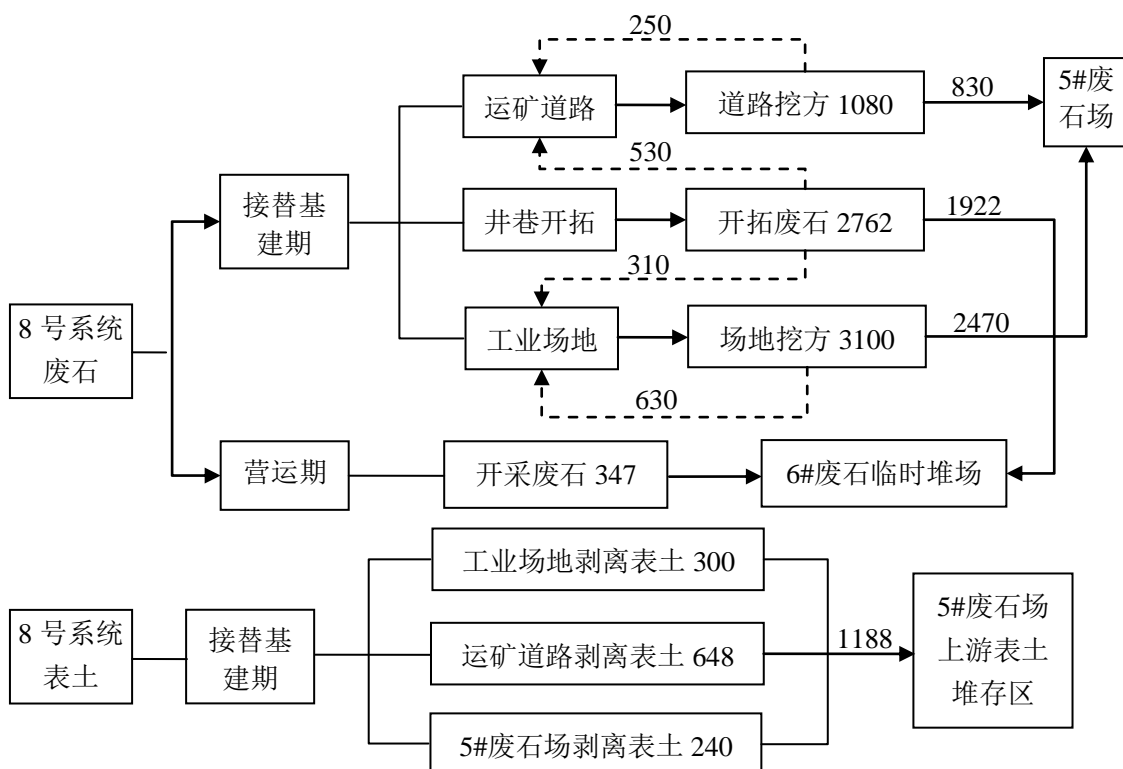 250
运矿道路
道路挖方 1080
830
5#废
石场
530
接替基
建期
井巷开拓
开拓废石 2762
1922
310
8 号系统
废石
工业场地
场地挖方 3100
2470
630
营运期
开采废石 347
6#废石临时堆场
工业场地剥离表土 300
8 号系统
表土
接替基
建期
运矿道路剥离表土 648
1188
5#废石场
上游表土
堆存区
5#废石场剥离表土 240